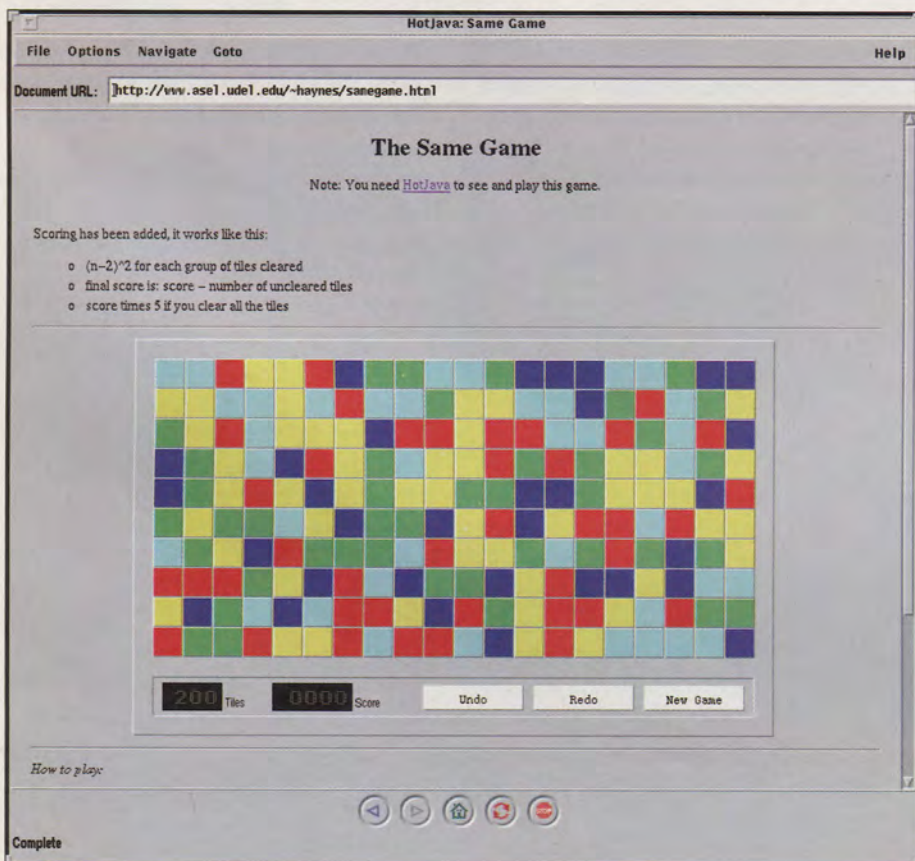 HotJava: Same Game
File Options Navigate Goto Help
Document URL: http://www.asel.udel.edu/~haynes/samegame.html
The Same Game
Note: You need HotJava to see and play this game.
Scoring has been added, it works like this:
o (n-2)^2 for each group of tiles cleared
o final score is: score - number of uncleared tiles
o score times 5 if you clear all the tiles
200 Tiles 0000 Score Undo Redo New Game
How to play:
STOP
Complete